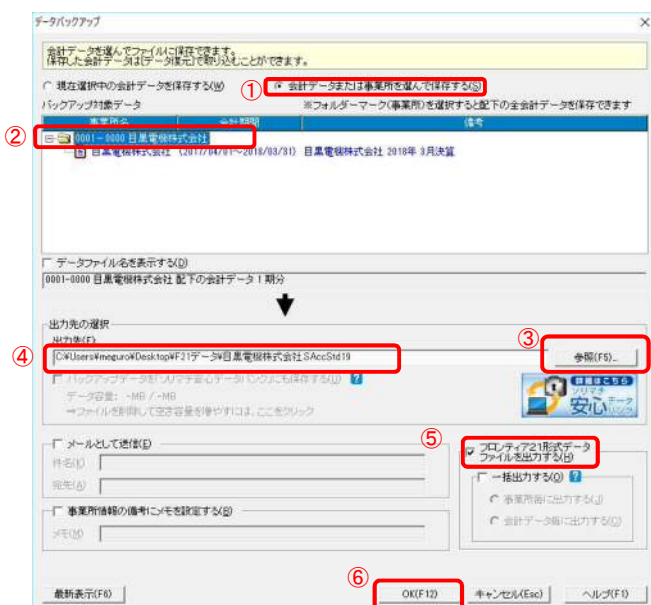 データバックアップ
会計データを選んでファイルに保存できます。
保存した会計データは[データ復元]で取り込むことができます。
現在選択中の会計データを保存する(W)
① 会計データまたは事業所を選んで保存する(S)
バックアップ対象データ
※フォルダーマーク(事業所)を選択すると配下の全会計データを保存できます
事業所名 会計期間 備考
② 0001-0000 目黒電機株式会社
目黒電機株式会社 (2017/04/01～2018/03/31) 目黒電機株式会社 2018年 3月決算
データファイル名を表示する(D)
0001-0000 目黒電機株式会社 配下の会計データ 1 期分
出力先の選択
出力先(F)
③
④ C:¥Users¥meguro¥Desktop¥F21データ¥目黒電機株式会社.SAccStd19
参照(F5)...
バックアップデータを「ソリマチ安心データバンク」にも保存する(U) ?
データ容量: -MB / -MB
⇒ファイルを削除して空き容量を増やすには、ここをクリック
詳細はこちら
ソリマチ
安心データバンク
メールとして送信(E)
件名(K)
宛先(A)
⑤
フロンティア21形式データ
ファイルを出力する(H)
一括出力する(O) ?
事業所毎に出力する(J)
会計データ毎に出力する(Q)
事業所情報の備考にメモを設定する(B)
メモ(M)
⑥
最新表示(F6) OK(F12) キャンセル(Esc) ヘルプ(F1)